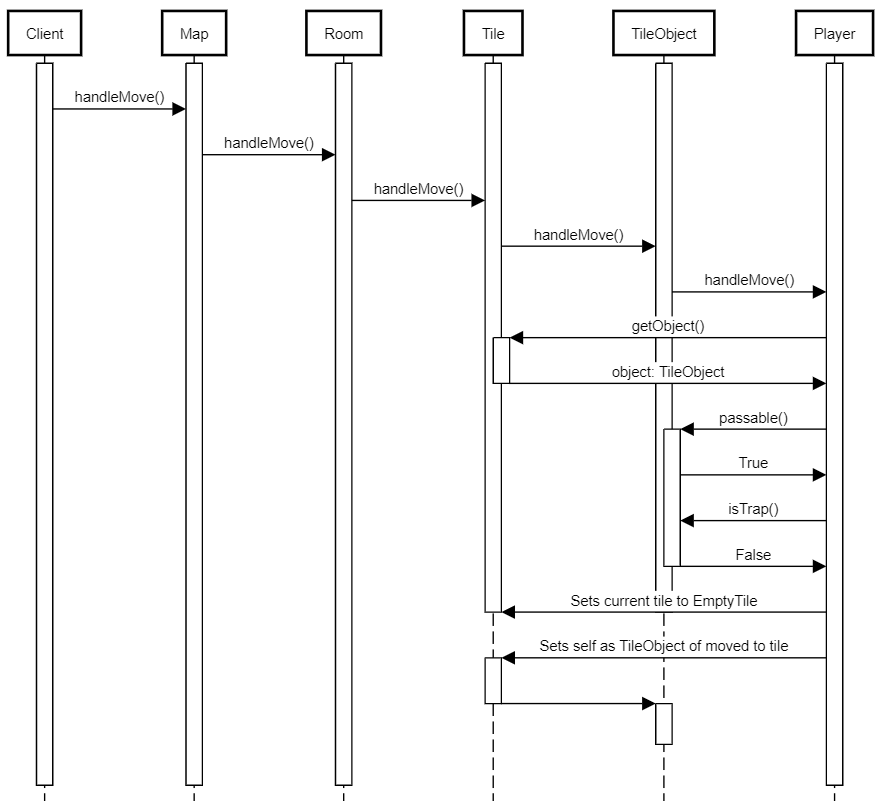 Client
Map
Room
Tile
TileObject
Player
handleMove()
handleMove()
handleMove()
handleMove()
handleMove()
getObject()
object: TileObject
passable()
True
isTrap()
False
Sets current tile to EmptyTile
Sets self as TileObject of moved to tile